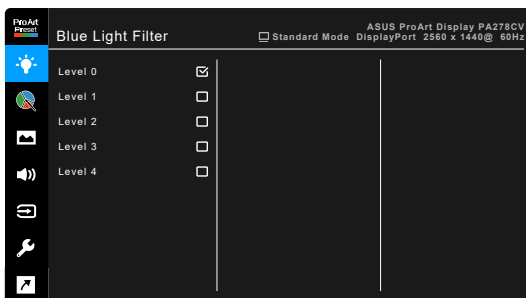 ProArt
Preset
Blue Light Filter
ASUS ProArt Display PA278CV
Standard Mode DisplayPort 2560 x 1440@ 60Hz
Level 0
Level 1
Level 2
Level 3
Level 4